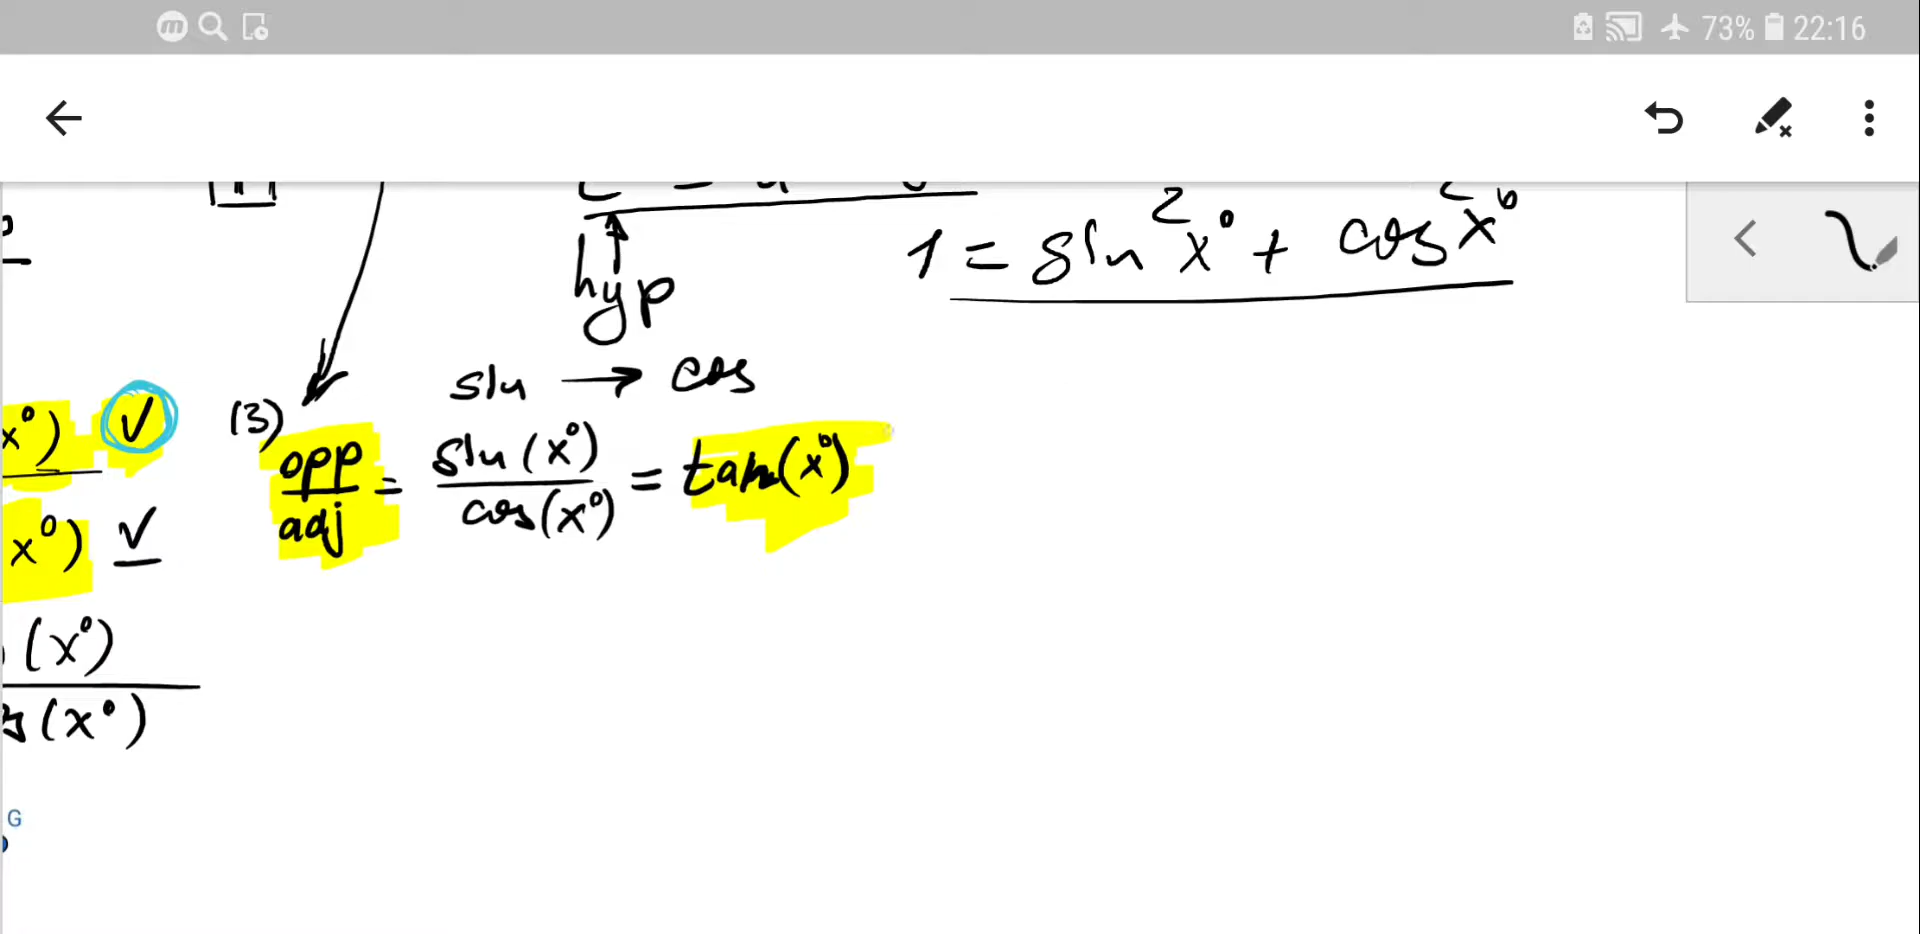 73% 22:16
1 = sin²x° + cos²x°
hyp
sin → cos
x°) ✓
(3) opp/adj = sin(x°)/cos(x°) = tan(x°)
x°) ✓
(x°)
(x°)
G